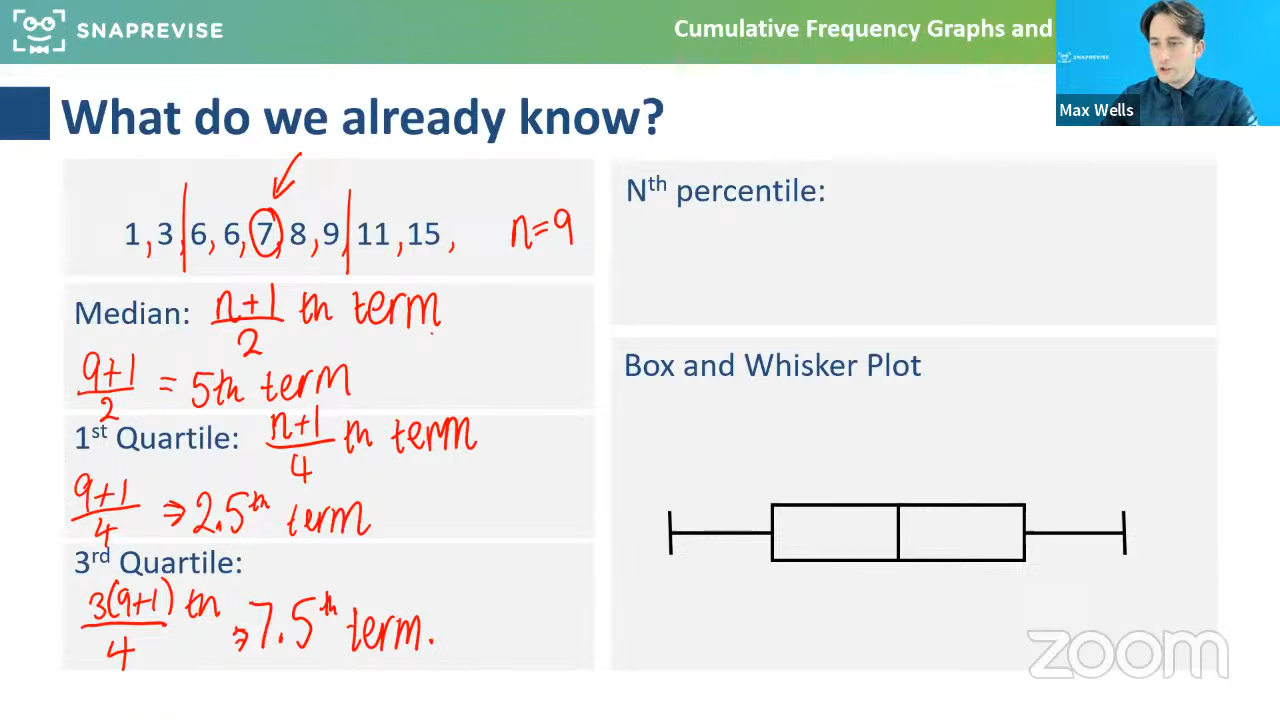 SNAPREVISE
Cumulative Frequency Graphs and
SNAPREVISE
Max Wells
What do we already know?
1, 3, 6, 6, 7, 8, 9, 11, 15, n=9
Median: n+1/2 th term
9+1/2 = 5th term
1st Quartile: n+1/4 th term
9+1/4 ⇒ 2.5th term
3rd Quartile:
3(9+1)/4 th ⇒ 7.5th term.
Nth percentile:
Box and Whisker Plot
zoom